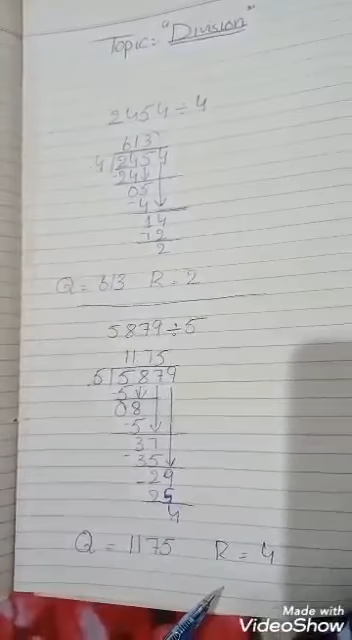 Topic: "Division"
2454 ÷ 4
613
4 2454
-24
05
-4
14
-12
2
Q = 613 R = 2
5879 ÷ 5
1175
5 5879
-5
08
-5
37
-35
-29
25
4
Q = 1175 R = 4
Made with
VideoShow